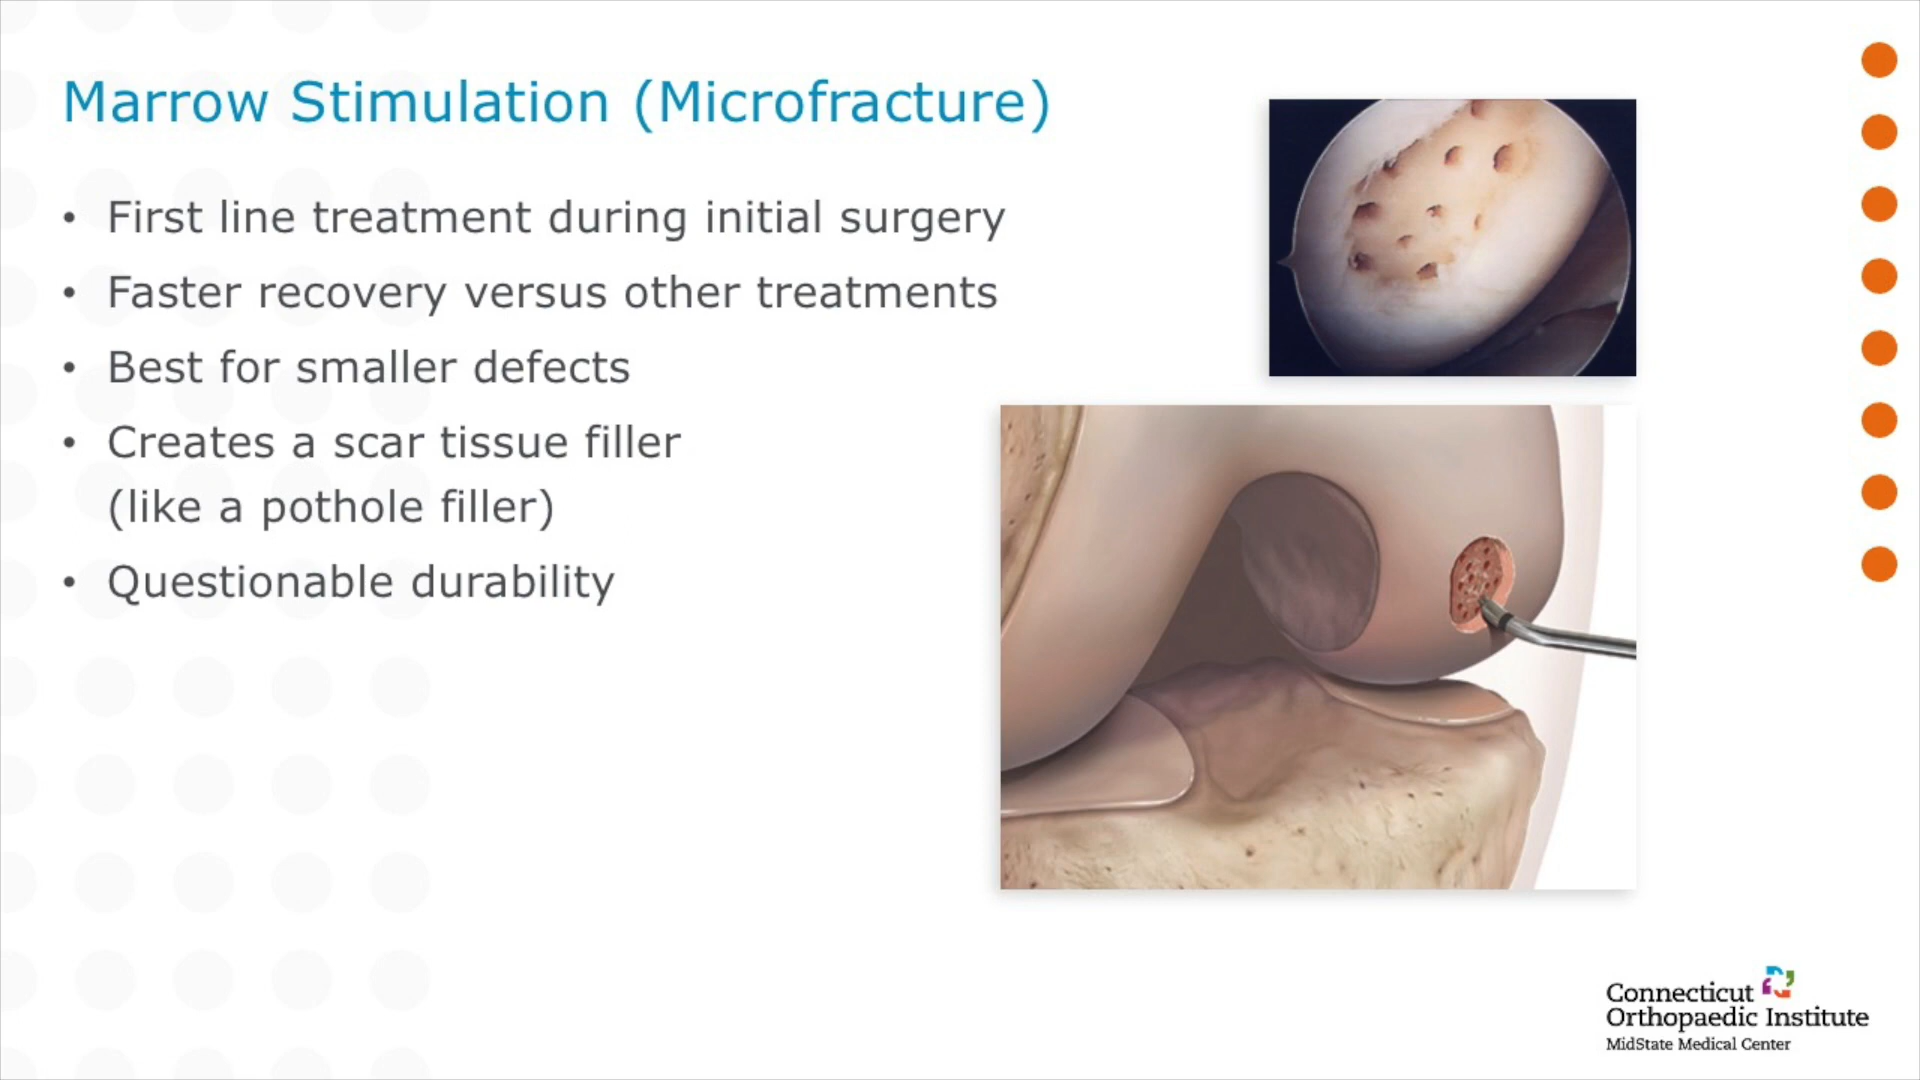 Marrow Stimulation (Microfracture)
• First line treatment during initial surgery
• Faster recovery versus other treatments
• Best for smaller defects
• Creates a scar tissue filler
(like a pothole filler)
• Questionable durability
Connecticut
Orthopaedic Institute
MidState Medical Center